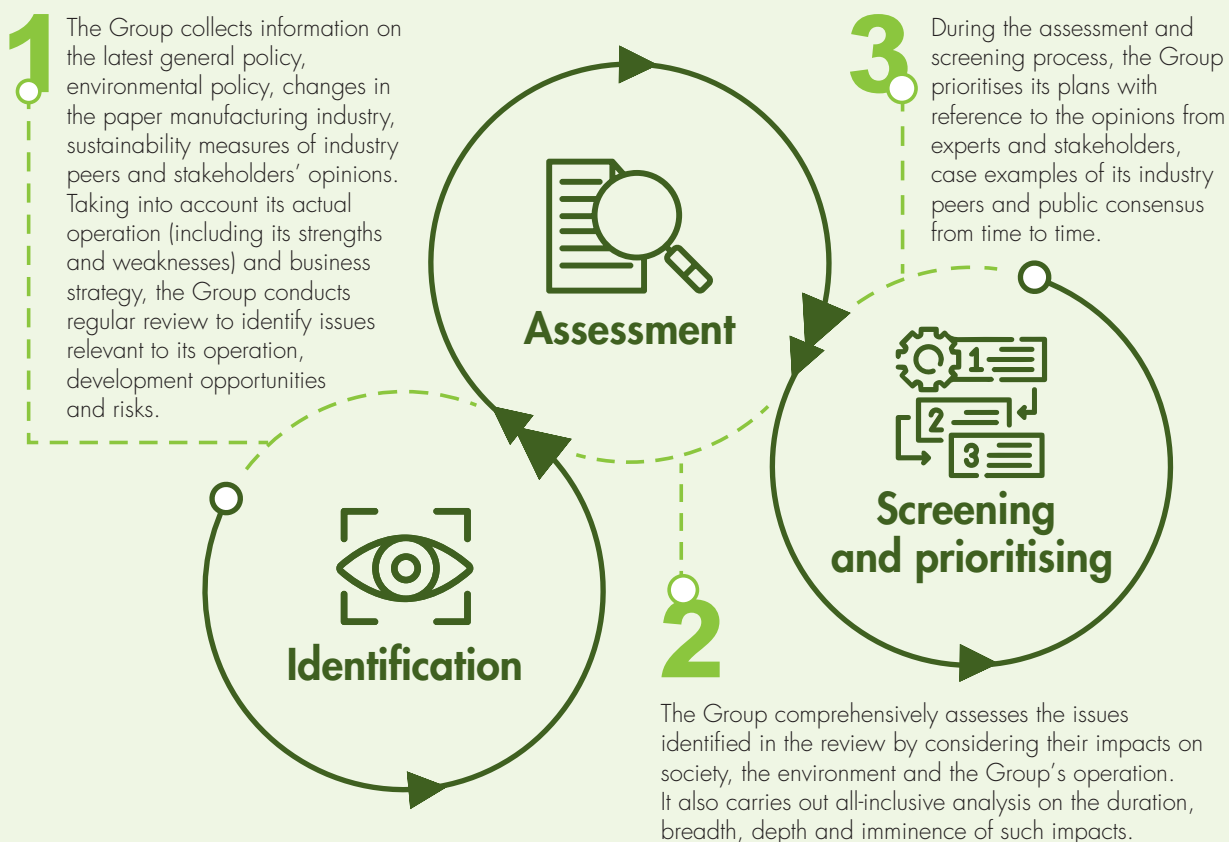 1
The Group collects information on
the latest general policy,
environmental policy, changes in
the paper manufacturing industry,
sustainability measures of industry
peers and stakeholders’ opinions.
Taking into account its actual
operation (including its strengths
and weaknesses) and business
strategy, the Group conducts
regular review to identify issues
relevant to its operation,
development opportunities
and risks.
Identification
Assessment
2
The Group comprehensively assesses the issues
identified in the review by considering their impacts on
society, the environment and the Group’s operation.
It also carries out all-inclusive analysis on the duration,
breadth, depth and imminence of such impacts.
3
During the assessment and
screening process, the Group
prioritises its plans with
reference to the opinions from
experts and stakeholders,
case examples of its industry
peers and public consensus
from time to time.
1
2
3
Screening
and prioritising